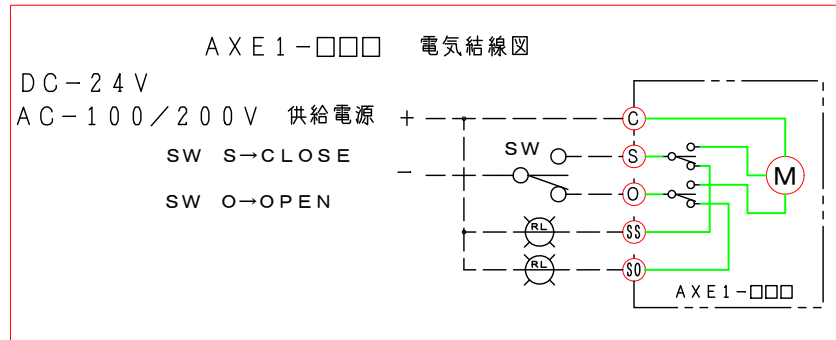 AXE1-□□□ 電気結線図
DC-24V
AC-100/200V 供給電源 +
-
SW S→CLOSE
SW O→OPEN
SW
C
S
O
M
RL
SS
RL
SO
AXE1-□□□